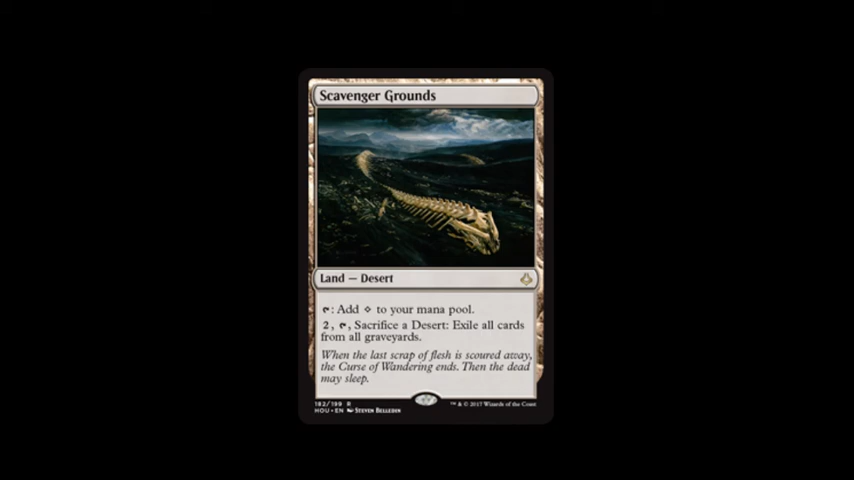 Scavenger Grounds
Land — Desert
: Add to your mana pool.
2, , Sacrifice a Desert: Exile all cards
from all graveyards.
When the last scrap of flesh is scoured away,
the Curse of Wandering ends. Then the dead
may sleep.
182/199 R
HOU • EN Steven Belledin
™ & © 2017 Wizards of the Coast